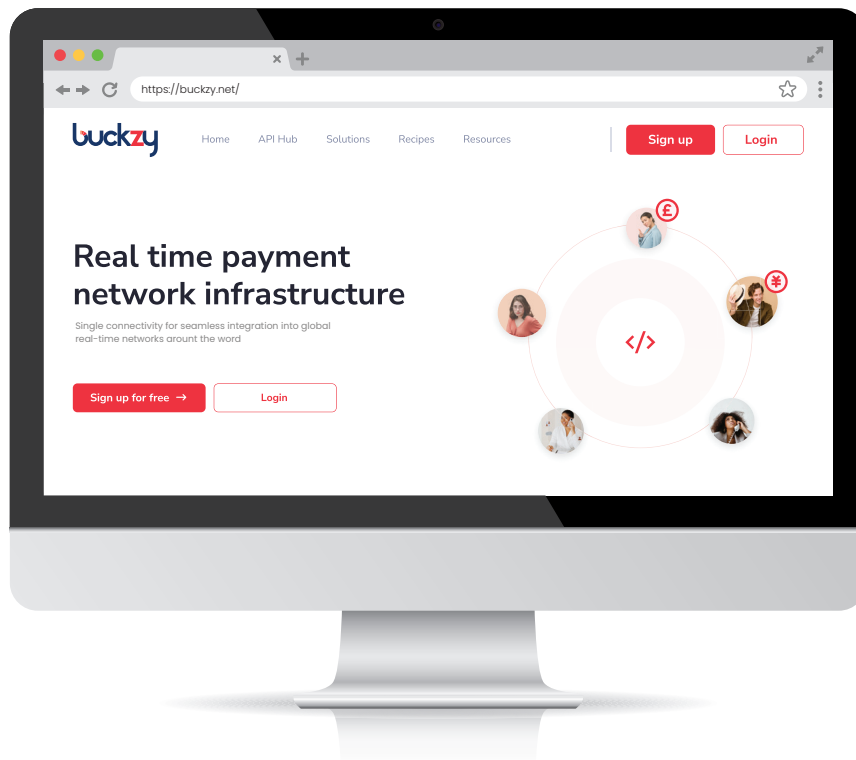 https://buckzy.net/
buckzy
Home API Hub Solutions Recipes Resources
Sign up Login
£
¥
Real time payment
network infrastructure
Single connectivity for seamless integration into global
real-time networks arount the word
</>
Sign up for free → Login